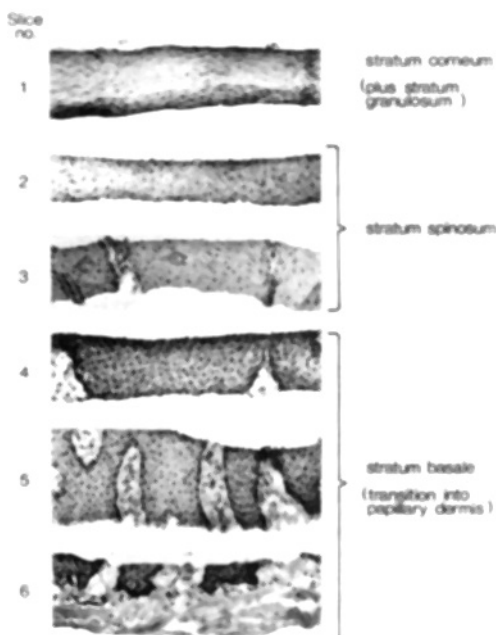 Slice
no.
1
stratum corneum
(plus stratum
granulosum)
2
stratum spinosum
3
4
5
stratum basale
(transition into
papillary dermis)
6